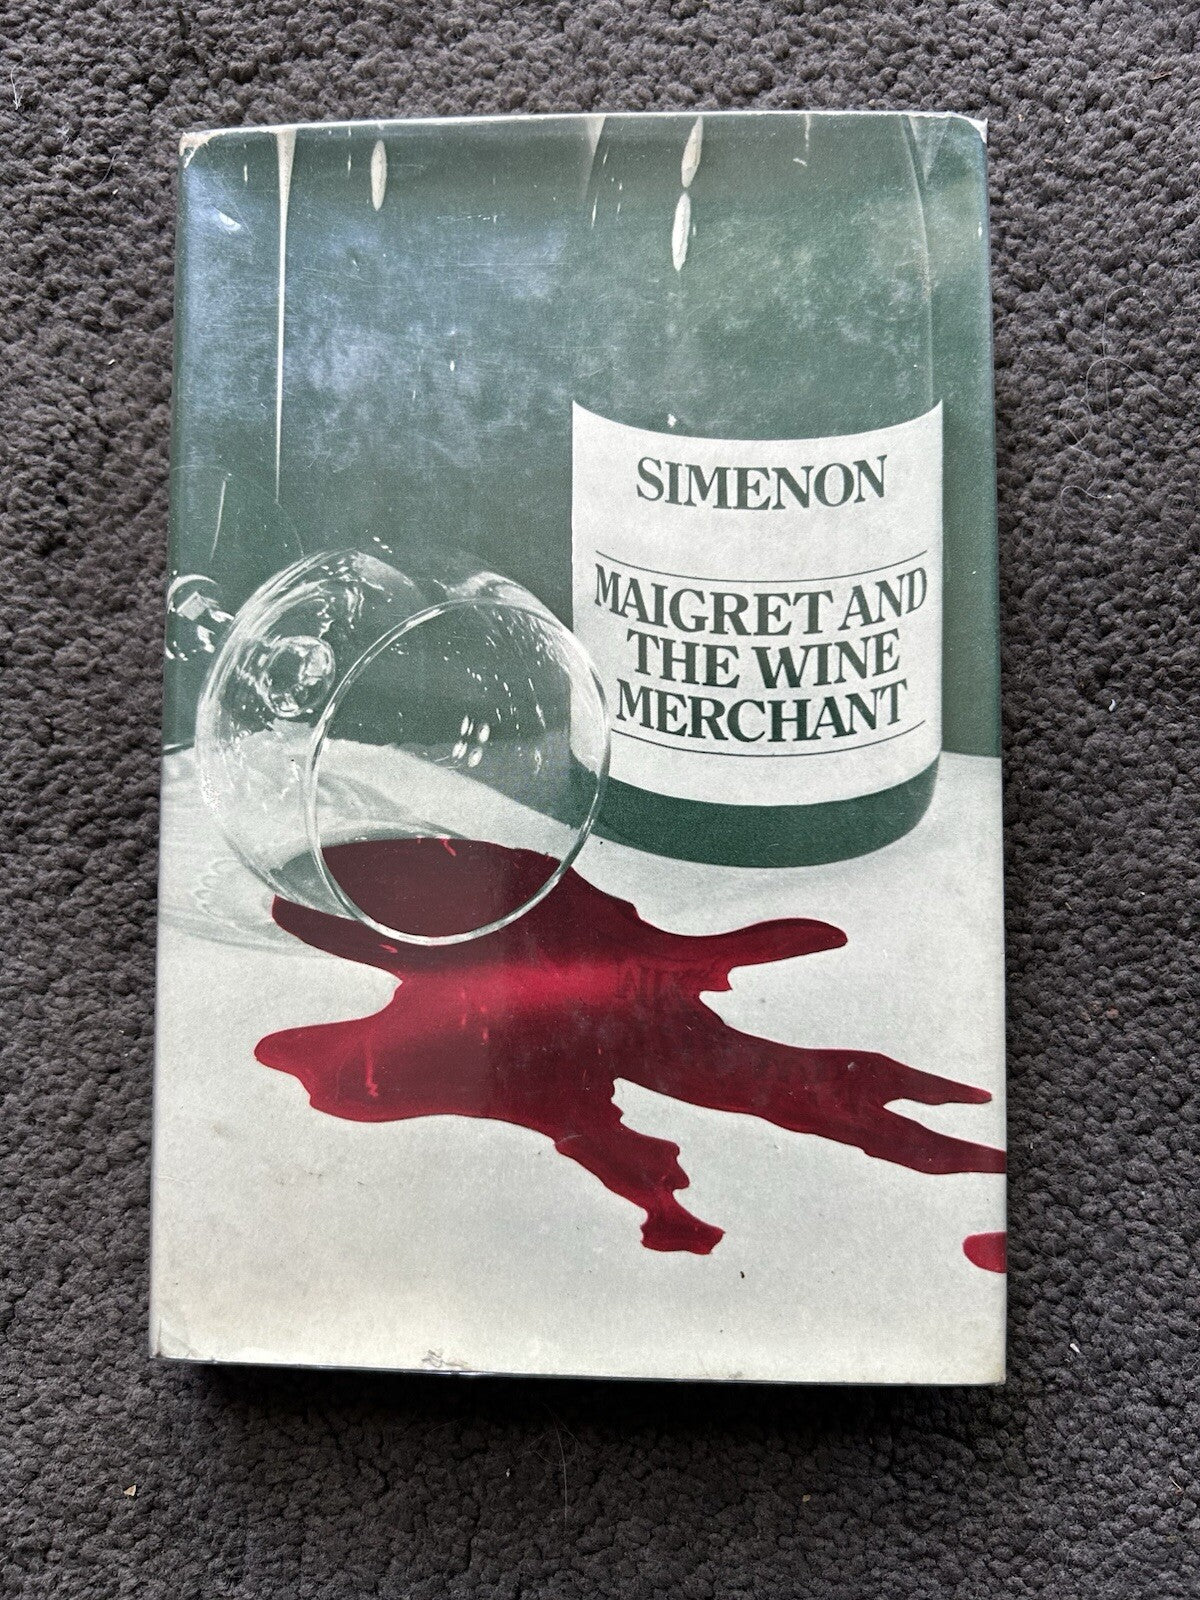 SIMENON
MAIGRET AND
THE WINE
MERCHANT